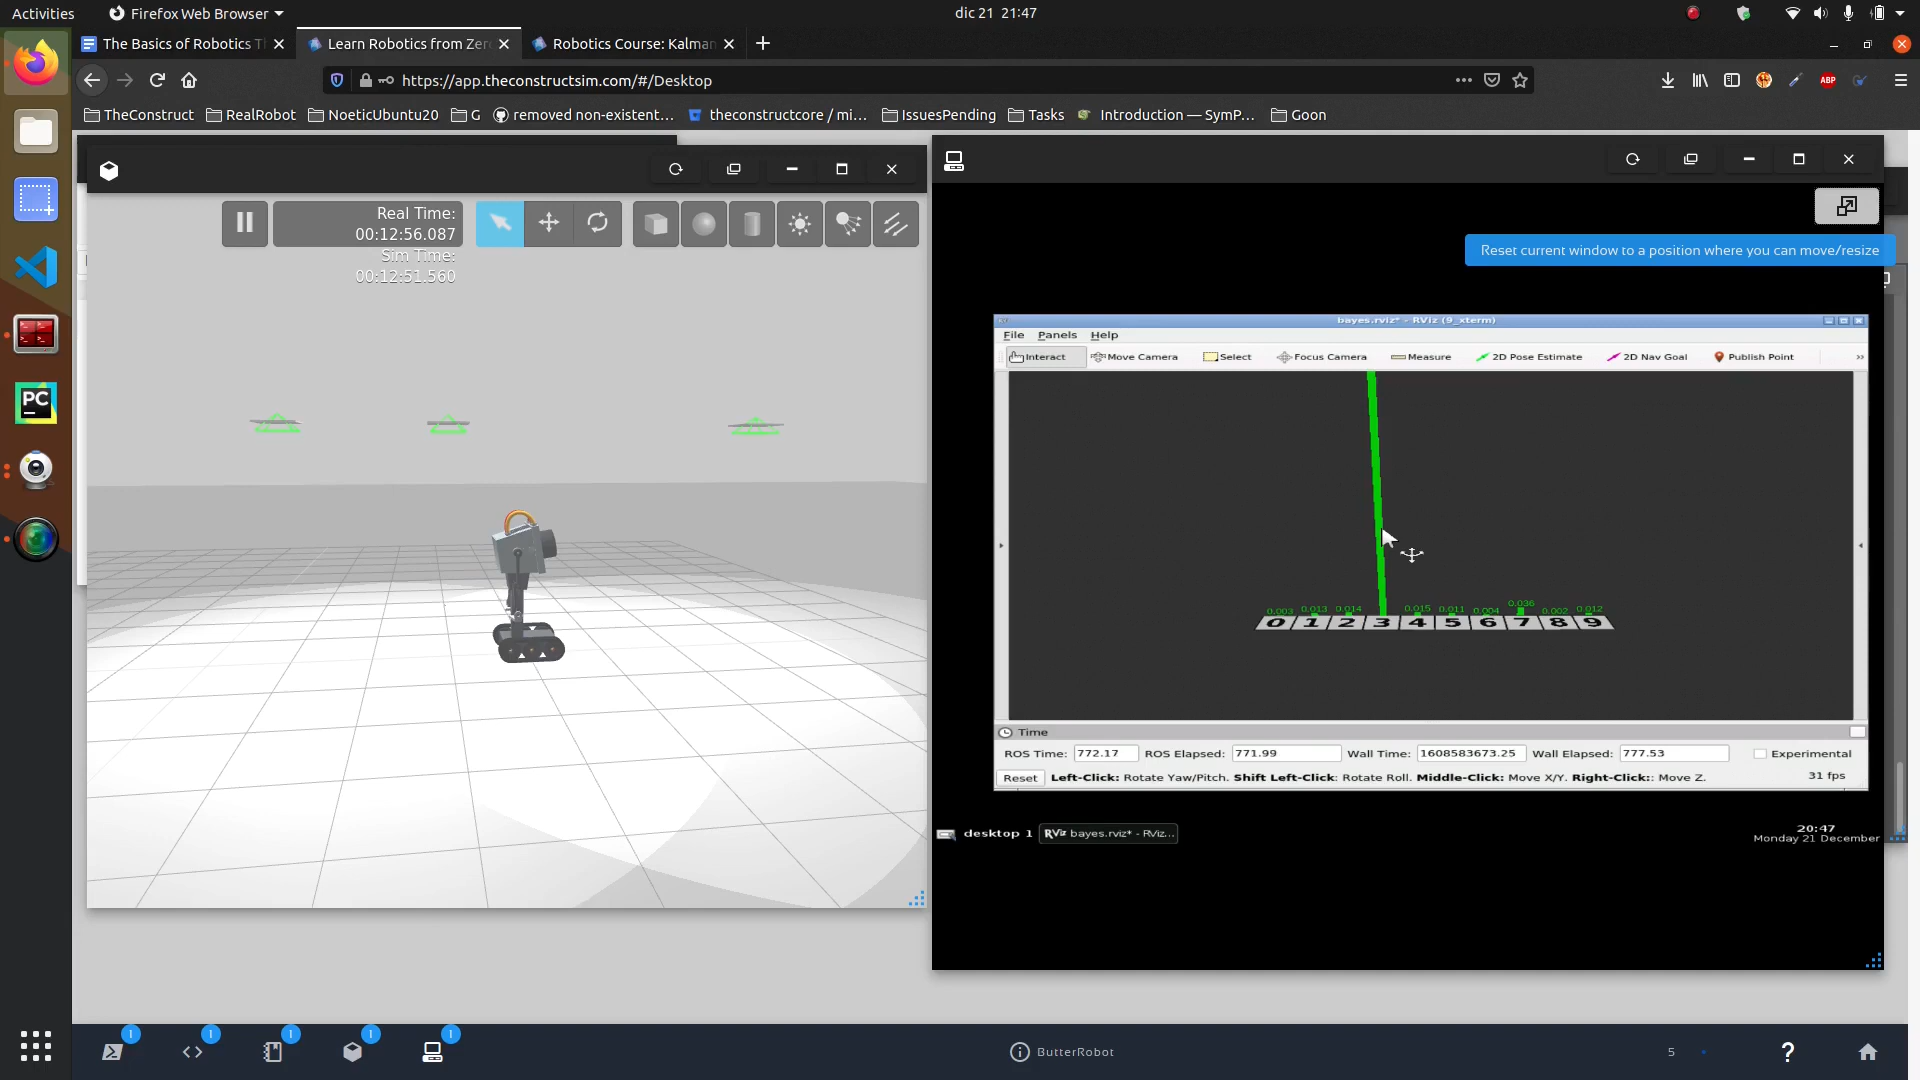 Activities
Firefox Web Browser
dic 21 21:47
The Basics of Robotics T
Learn Robotics from Zer
Robotics Course: Kalman
https://app.theconstructsim.com/#/Desktop
ABP
TheConstruct
RealRobot
NoeticUbuntu20
G
removed non-existent…
theconstructcore / mi…
IssuesPending
Tasks
Introduction — SymP…
Goon
Real Time:
00:12:56.087
Sim Time:
00:12:51.560
Reset current window to a position where you can move/resize
bayes.rviz* - RViz (9_xterm)
File Panels Help
Interact Move Camera Select Focus Camera Measure 2D Pose Estimate 2D Nav Goal Publish Point »
0.003 0.013 0.014 0.015 0.011 0.004 0.036 0.002 0.012
0 1 2 3 4 5 6 7 8 9
Time
ROS Time: 772.17 ROS Elapsed: 771.99 Wall Time: 1608583673.25 Wall Elapsed: 777.53 Experimental
Reset Left-Click: Rotate Yaw/Pitch. Shift Left-Click: Rotate Roll. Middle-Click: Move X/Y. Right-Click:: Move Z. 31 fps
desktop 1 RViz bayes.rviz* - RViz...
20:47
Monday 21 December
PC
1 1 1 1 1
ButterRobot
5
?